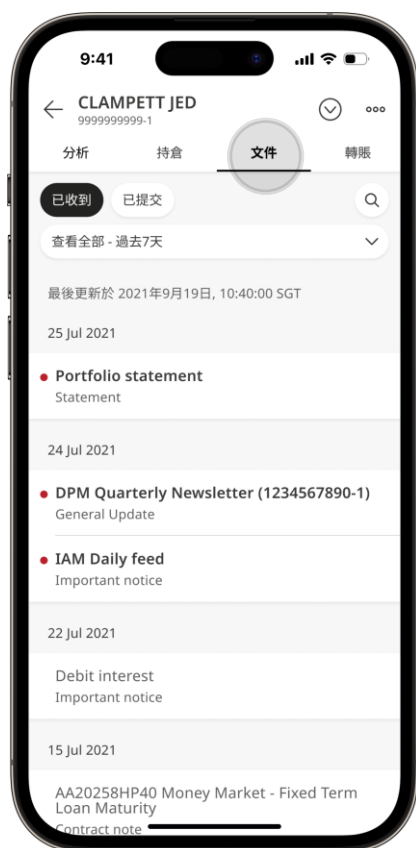 9:41
CLAMPETT JED
9999999999-1
分析 持倉 文件 轉賬
已收到 已提交
查看全部 - 過去7天
最後更新於 2021年9月19日, 10:40:00 SGT
25 Jul 2021
Portfolio statement
Statement
24 Jul 2021
DPM Quarterly Newsletter (1234567890-1)
General Update
IAM Daily feed
Important notice
22 Jul 2021
Debit interest
Important notice
15 Jul 2021
AA20258HP40 Money Market - Fixed Term
Loan Maturity
Contract note